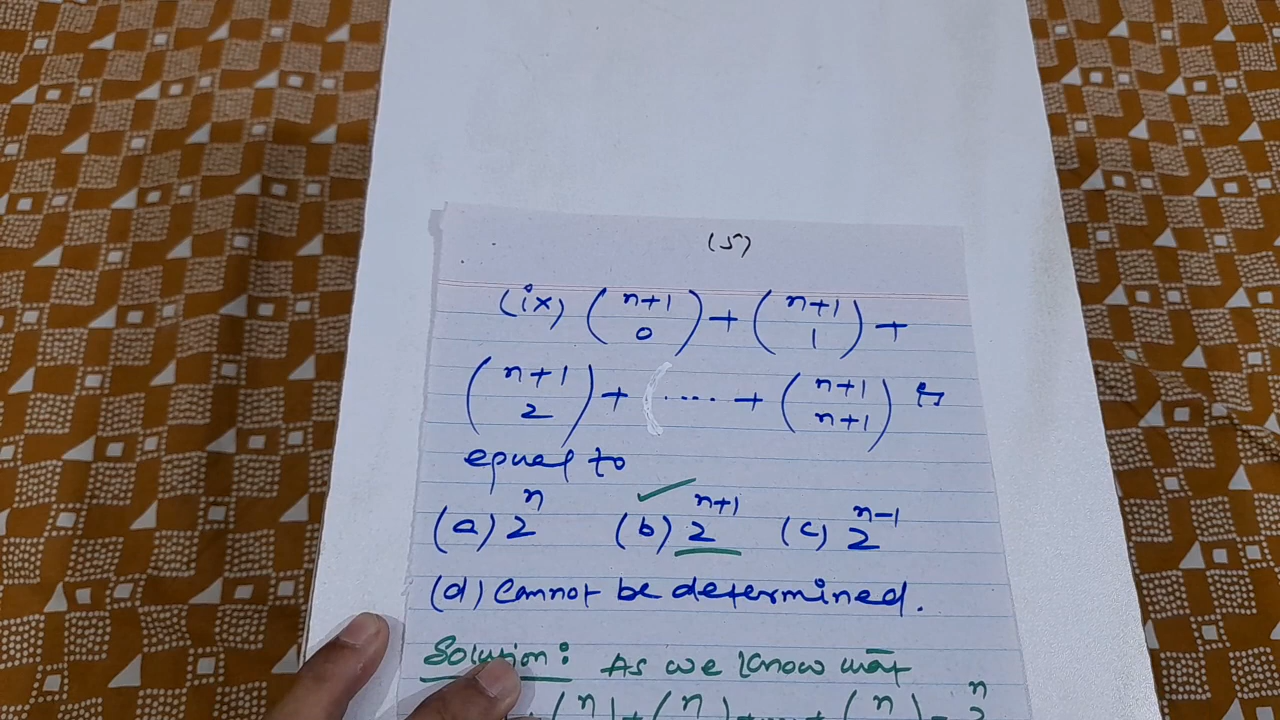 (5)
(ix) (n+1 0) + (n+1 1) +
(n+1 2) + .... + (n+1 n+1) is
equal to
(a) 2^n (b) 2^n+1 (c) 2^n-1
(d) Cannot be determined.
Solution: As we know that
(n ) + (n ) + ... + (n ) = 2^n